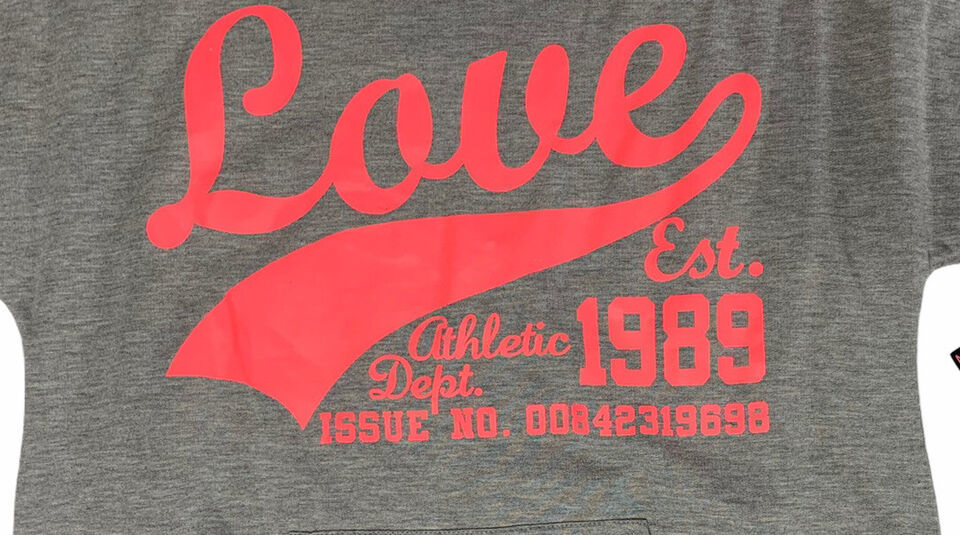 Love
Est.
Athletic 1989
Dept.
ISSUE NO. 00842319698